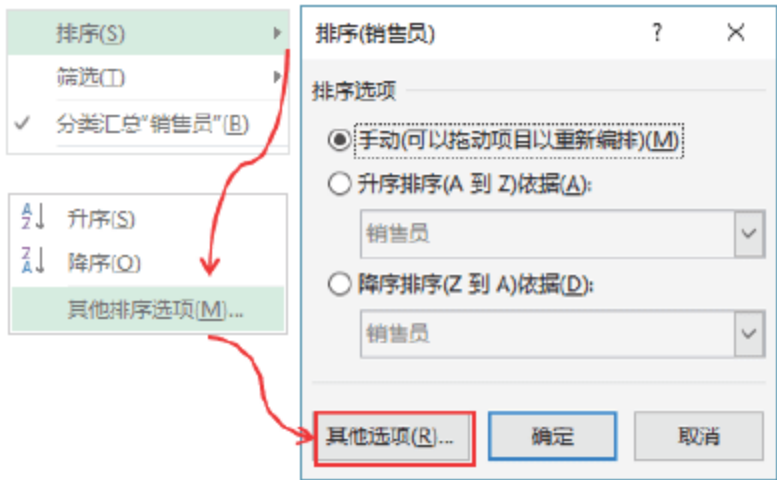 排序(S)
筛选(T)
分类汇总"销售员"(B)
升序(S)
降序(O)
其他排序选项(M)...
排序(销售员)
?
排序选项
手动(可以拖动项目以重新编排)(M)
升序排序(A 到 Z)依据(A):
销售员
降序排序(Z 到 A)依据(D):
销售员
其他选项(R)...
确定
取消